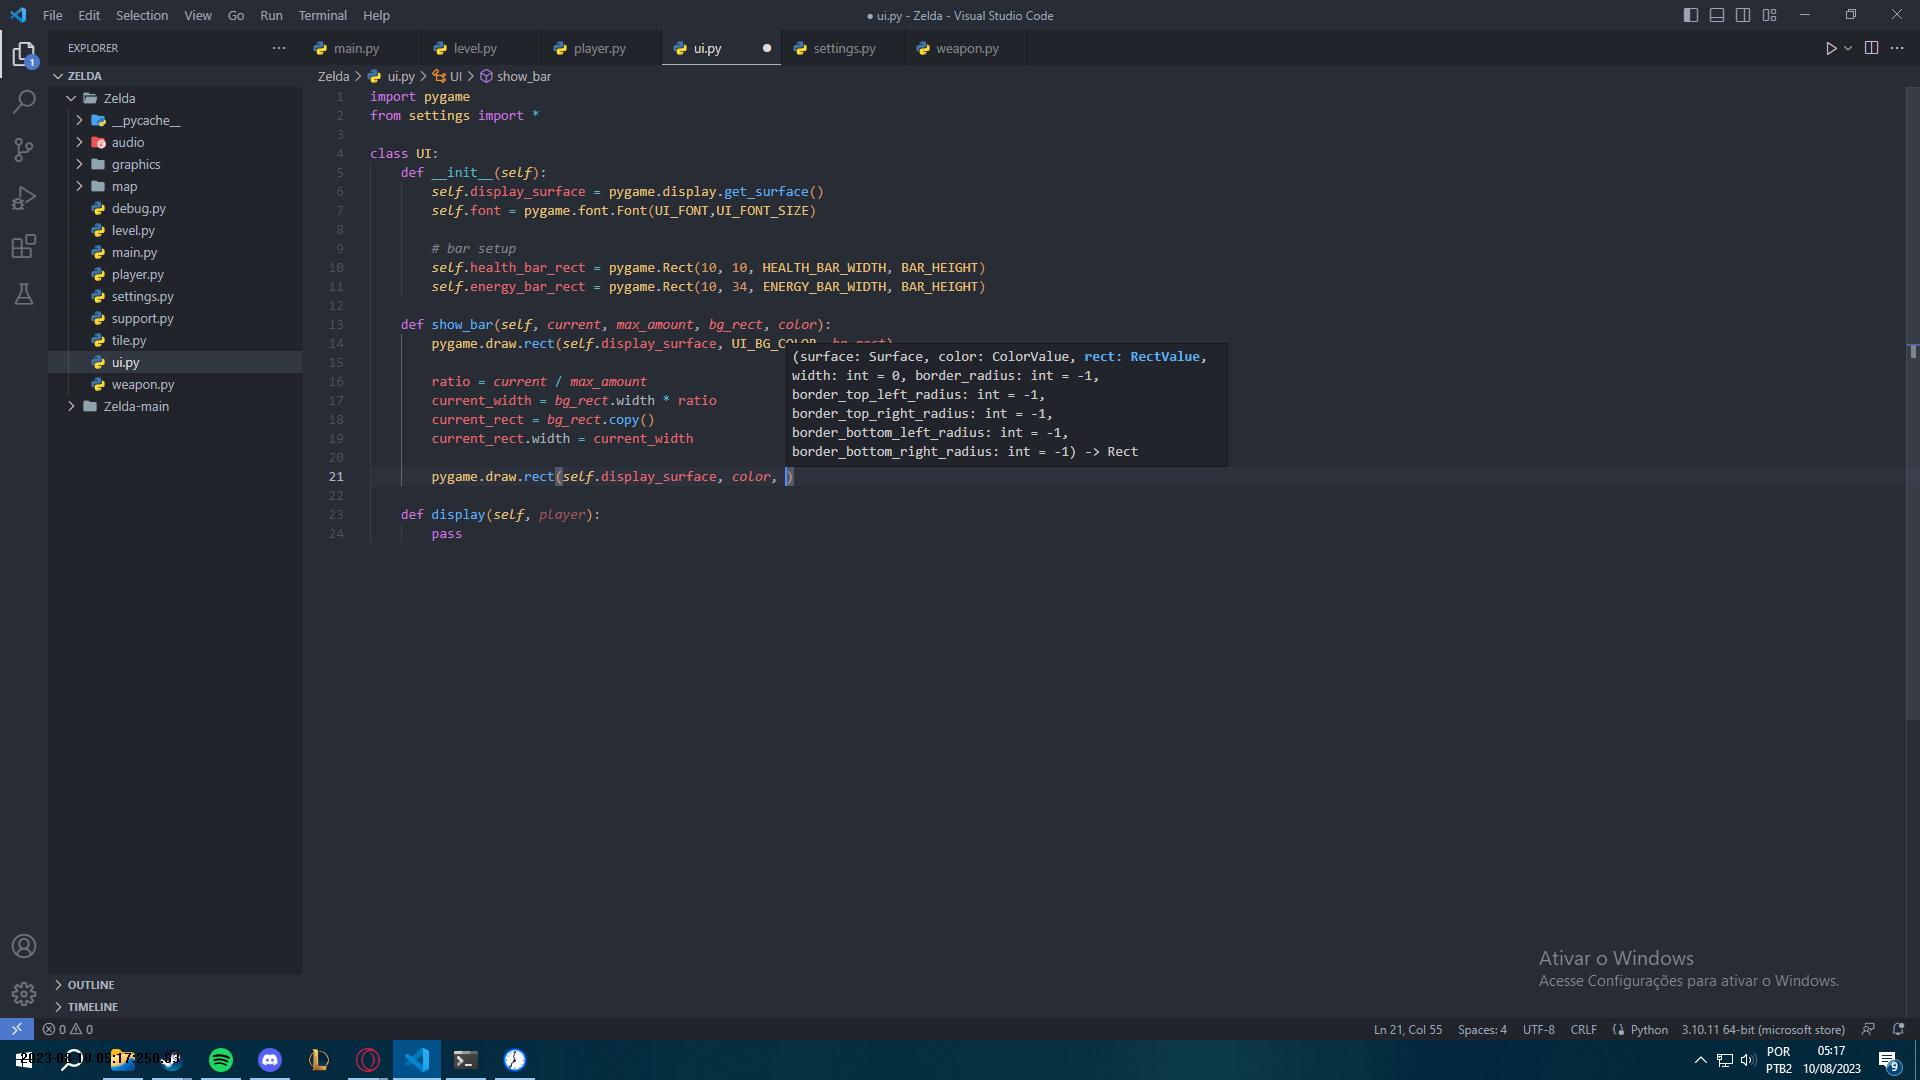 File Edit Selection View Go Run Terminal Help
● ui.py - Zelda - Visual Studio Code
EXPLORER
main.py level.py player.py ui.py settings.py weapon.py
1
ZELDA
Zelda
__pycache__
audio
graphics
map
debug.py
level.py
main.py
player.py
settings.py
support.py
tile.py
ui.py
weapon.py
Zelda-main
OUTLINE
TIMELINE
Zelda > ui.py > UI > show_bar
1 import pygame
2 from settings import *
3
4 class UI:
5 def __init__(self):
6 self.display_surface = pygame.display.get_surface()
7 self.font = pygame.font.Font(UI_FONT,UI_FONT_SIZE)
8
9 # bar setup
10 self.health_bar_rect = pygame.Rect(10, 10, HEALTH_BAR_WIDTH, BAR_HEIGHT)
11 self.energy_bar_rect = pygame.Rect(10, 34, ENERGY_BAR_WIDTH, BAR_HEIGHT)
12
13 def show_bar(self, current, max_amount, bg_rect, color):
14 pygame.draw.rect(self.display_surface, UI_BG_COLOR, bg_rect)
15
16 ratio = current / max_amount
17 current_width = bg_rect.width * ratio
18 current_rect = bg_rect.copy()
19 current_rect.width = current_width
20
21 pygame.draw.rect(self.display_surface, color, )
22
23 def display(self, player):
24 pass
(surface: Surface, color: ColorValue, rect: RectValue,
width: int = 0, border_radius: int = -1,
border_top_left_radius: int = -1,
border_top_right_radius: int = -1,
border_bottom_left_radius: int = -1,
border_bottom_right_radius: int = -1) -> Rect
Ativar o Windows
Acesse Configurações para ativar o Windows.
0 0
Ln 21, Col 55 Spaces: 4 UTF-8 CRLF Python 3.10.11 64-bit (microsoft store)
POR
PTB2
05:17
10/08/2023
9